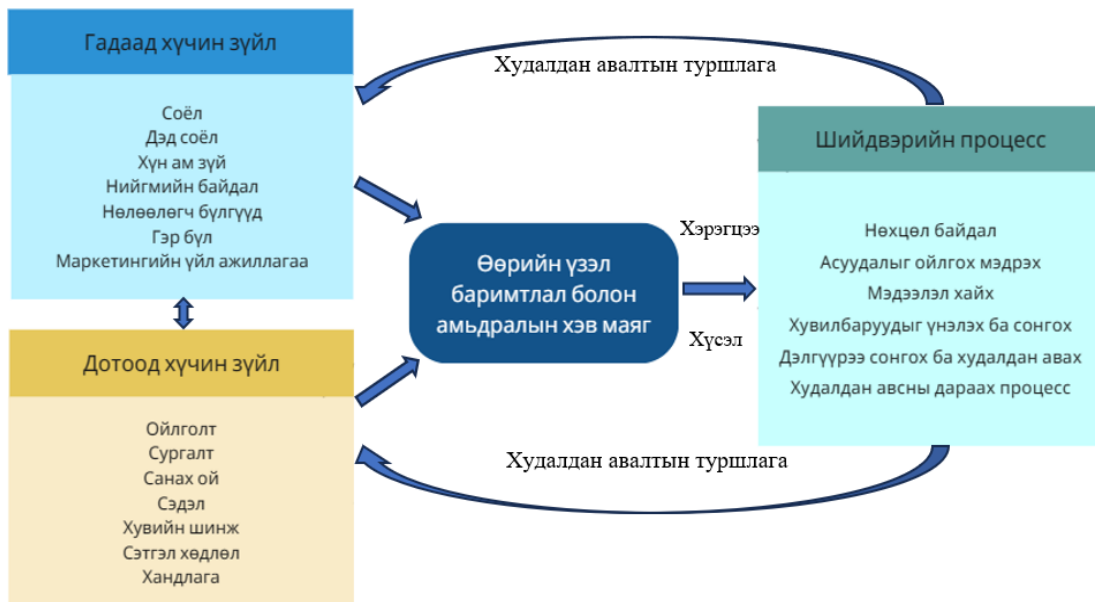 Гадаад хүчин зүйл
Соёл
Дэд соёл
Хүн ам зүй
Нийгмийн байдал
Нөлөөлөгч бүлгүүд
Гэр бүл
Маркетингийн үйл ажиллагаа
Дотоод хүчин зүйл
Ойлголт
Сургалт
Санах ой
Сэдэл
Хувийн шинж
Сэтгэл хөдлөл
Хандлага
Өөрийн үзэл
баримтлал болон
амьдралын хэв маяг
Худалдан авалтын туршлага
Хэрэгцээ
Хүсэл
Худалдан авалтын туршлага
Шийдвэрийн процесс
Нөхцөл байдал
Асуудалыг ойлгох мэдрэх
Мэдээлэл хайх
Хувилбаруудыг үнэлэх ба сонгох
Дэлгүүрээ сонгох ба худалдан авах
Худалдан авсны дараах процесс